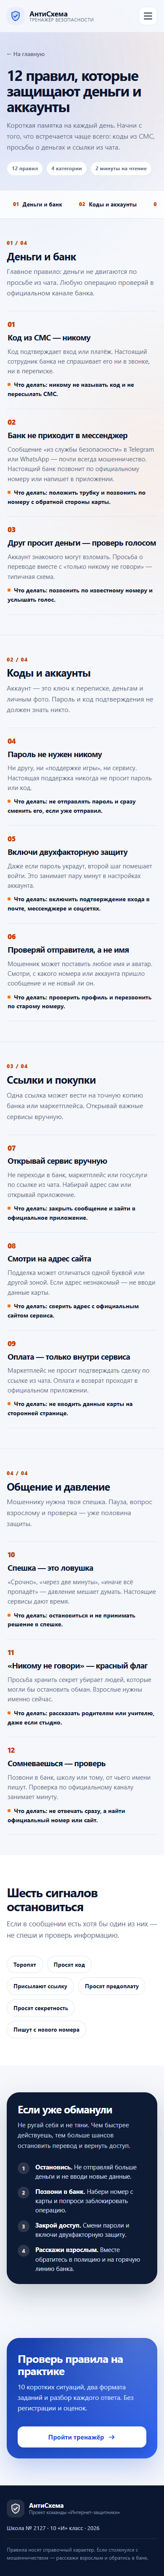 АнтиСхема
ТРЕНАЖЁР БЕЗОПАСНОСТИ
← На главную
12 правил, которые
защищают деньги и
аккаунты
Короткая памятка на каждый день. Начни с
того, что встречается чаще всего: коды из СМС,
просьбы о деньгах и ссылки из чата.
12 правил
4 категории
2 минуты на чтение
01 Деньги и банк
02 Коды и аккаунты
01 / 04
Деньги и банк
Главное правило: деньги не двигаются по
просьбе из чата. Любую операцию проверяй в
официальном канале банка.
01
Код из СМС — никому
Код подтверждает вход или платёж. Настоящий
сотрудник банка не спрашивает его ни в звонке,
ни в переписке.
Что делать: никому не называть код и не
пересылать СМС.
02
Банк не приходит в мессенджер
Сообщение «из службы безопасности» в Telegram
или WhatsApp — почти всегда мошенничество.
Настоящий банк позвонит по официальному
номеру или напишет в приложении.
Что делать: положить трубку и позвонить по
номеру с обратной стороны карты.
03
Друг просит деньги — проверь голосом
Аккаунт знакомого могут взломать. Просьба о
переводе вместе с «только никому не говори» —
типичная схема.
Что делать: позвонить по известному номеру и
услышать голос.
02 / 04
Коды и аккаунты
Аккаунт — это ключ к переписке, деньгам и
личным фото. Пароль и код подтверждения не
должен знать никто.
04
Пароль не нужен никому
Ни другу, ни «поддержке игры», ни сервису.
Настоящая поддержка никогда не просит пароль
или код.
Что делать: не отправлять пароль и сразу
сменить его, если уже отправил.
05
Включи двухфакторную защиту
Даже если пароль украдут, второй шаг помешает
войти. Это занимает пару минут в настройках
аккаунта.
Что делать: включить подтверждение входа в
почте, мессенджере и соцсетях.
06
Проверяй отправителя, а не имя
Мошенник может поставить любое имя и аватар.
Смотри, с какого номера или аккаунта пришло
сообщение и не новый ли он.
Что делать: проверить профиль и перезвонить
по старому номеру.
03 / 04
Ссылки и покупки
Одна ссылка может вести на точную копию
банка или маркетплейса. Открывай важные
сервисы вручную.
07
Открывай сервис вручную
Не переходи в банк, маркетплейс или госуслуги
по ссылке из чата. Набирай адрес сам или
открывай приложение.
Что делать: закрыть сообщение и зайти в
официальное приложение.
08
Смотри на адрес сайта
Подделка может отличаться одной буквой или
другой зоной. Если адрес незнакомый — не вводи
данные карты.
Что делать: сверить адрес с официальным
сайтом сервиса.
09
Оплата — только внутри сервиса
Маркетплейс не просит подтверждать сделку по
ссылке из чата. Оплата и возврат проходят в
официальном приложении.
Что делать: не вводить данные карты на
сторонней странице.
04 / 04
Общение и давление
Мошеннику нужна твоя спешка. Пауза, вопрос
взрослому и проверка — уже половина
защиты.
10
Спешка — это ловушка
«Срочно», «через две минуты», «иначе всё
пропадёт» — давление мешает думать. Настоящие
сервисы дают время.
Что делать: остановиться и не принимать
решение в спешке.
11
«Никому не говори» — красный флаг
Просьба хранить секрет убирает людей, которые
могли бы остановить обман. Взрослые нужны
именно сейчас.
Что делать: рассказать родителям или учителю,
даже если стыдно.
12
Сомневаешься — проверь
Позвони в банк, школу или тому, от чьего имени
пишут. Проверка по официальному каналу
занимает минуту.
Что делать: не отвечать сразу, а найти
официальный номер или сайт.
Шесть сигналов
остановиться
Если в сообщении есть хотя бы один из них —
не спеши и проверь информацию.
Торопят
Просят код
Присылают ссылку
Просят предоплату
Просят секретность
Пишут с нового номера
Если уже обманули
Не ругай себя и не тяни. Чем быстрее
действуешь, тем больше шансов
остановить перевод и вернуть доступ.
1 Остановись. Не отправляй больше
деньги и не вводи новые данные.
2 Позвони в банк. Набери номер с
карты и попроси заблокировать
операцию.
3 Закрой доступ. Смени пароли и
включи двухфакторную защиту.
4 Расскажи взрослым. Вместе
обратитесь в полицию и на горячую
линию банка.
Проверь правила на
практике
10 коротких ситуаций, два формата
заданий и разбор каждого ответа. Без
регистрации и оценок.
Пройти тренажёр →
АнтиСхема
Проект команды «Интернет-защитника»
Школа № 2127 · 10 «И» класс · 2026
Правила носят справочный характер. Если столкнулся с
мошенничеством — расскажи взрослым и обратись в банк.